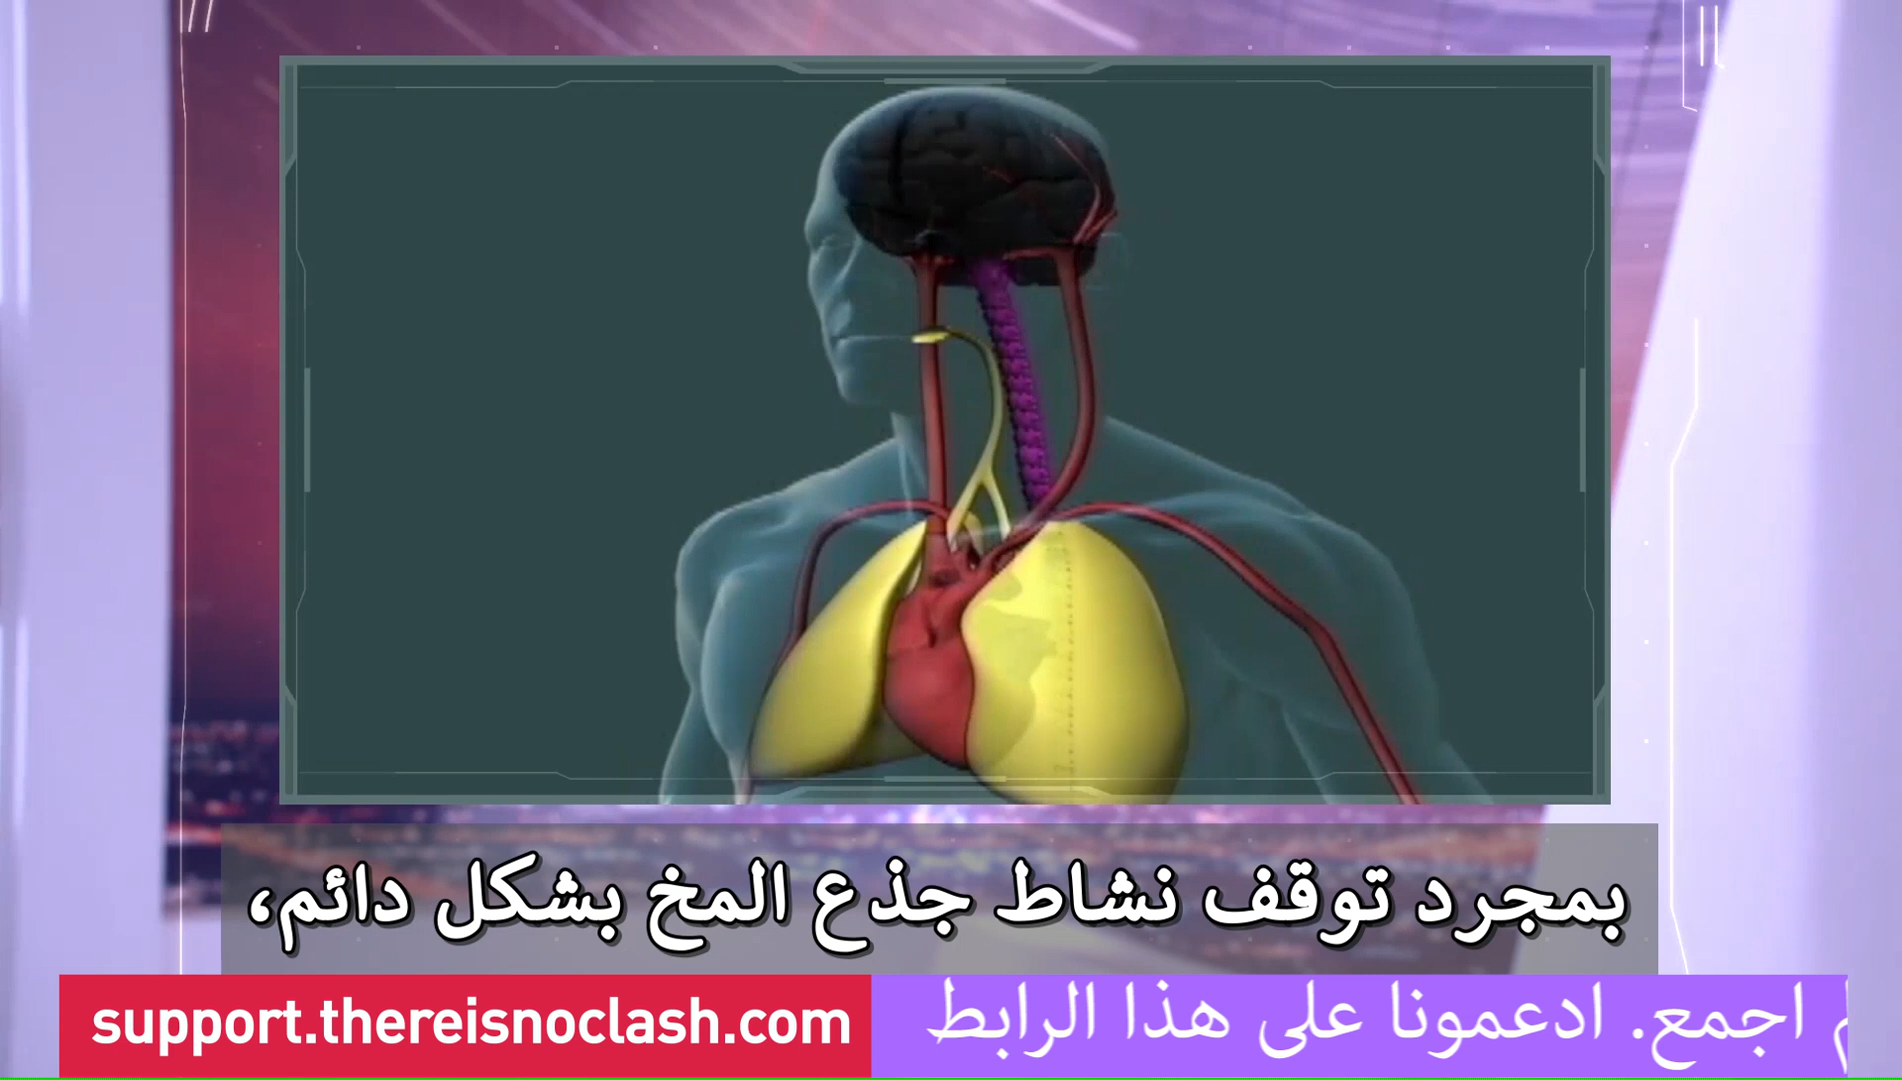 بمجرد توقف نشاط جذع المخ بشكل دائم،
support.thereisnoclash.com
اجمع. ادعمونا على هذا الرابط